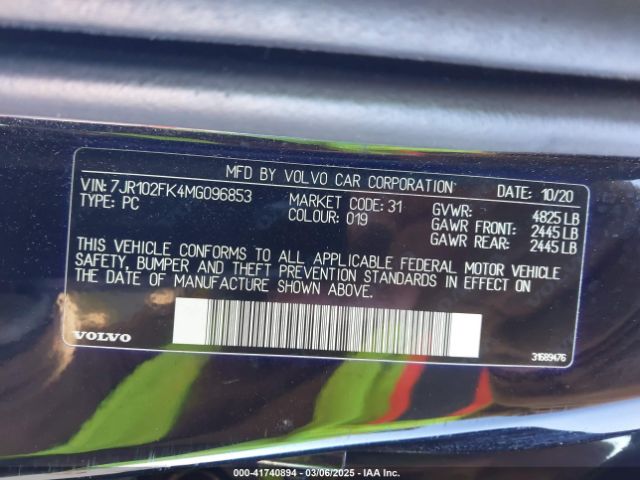 MFD BY VOLVO CAR CORPORATION DATE: 10/20
VIN: 7JR102FK4MG096853 MARKET CODE: 31 GVWR: 4825 LB
TYPE: PC COLOUR: 019 GAWR FRONT: 2445 LB
GAWR REAR: 2445 LB
THIS VEHICLE CONFORMS TO ALL APPLICABLE FEDERAL MOTOR VEHICLE
SAFETY, BUMPER AND THEFT PREVENTION STANDARDS IN EFFECT ON
THE DATE OF MANUFACTURE SHOWN ABOVE.
VOLVO 31689476
000-41740894 — 03/06/2025 — IAA Inc.